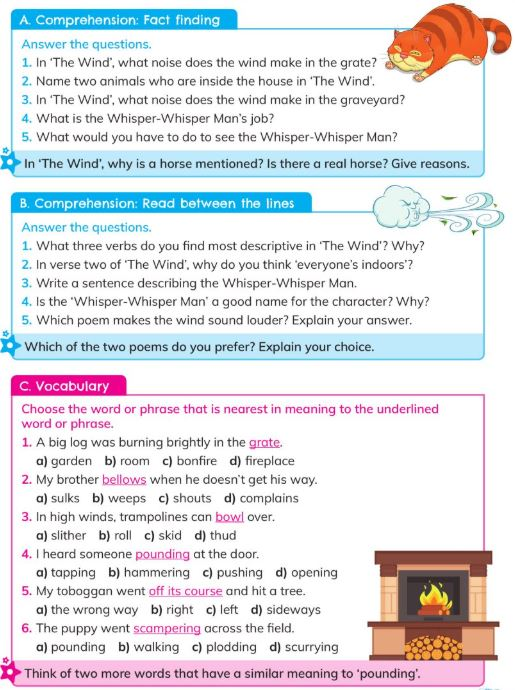 A. Comprehension: Fact finding
Answer the questions.
1. In ‘The Wind’, what noise does the wind make in the grate?
2. Name two animals who are inside the house in ‘The Wind’.
3. In ‘The Wind’, what noise does the wind make in the graveyard?
4. What is the Whisper-Whisper Man’s job?
5. What would you have to do to see the Whisper-Whisper Man?
In ‘The Wind’, why is a horse mentioned? Is there a real horse? Give reasons.
B. Comprehension: Read between the lines
Answer the questions.
1. What three verbs do you find most descriptive in ‘The Wind’? Why?
2. In verse two of ‘The Wind’, why do you think ‘everyone’s indoors’?
3. Write a sentence describing the Whisper-Whisper Man.
4. Is the ‘Whisper-Whisper Man’ a good name for the character? Why?
5. Which poem makes the wind sound louder? Explain your answer.
Which of the two poems do you prefer? Explain your choice.
C. Vocabulary
Choose the word or phrase that is nearest in meaning to the underlined
word or phrase.
1. A big log was burning brightly in the grate.
a) garden b) room c) bonfire d) fireplace
2. My brother bellows when he doesn’t get his way.
a) sulks b) weeps c) shouts d) complains
3. In high winds, trampolines can bowl over.
a) slither b) roll c) skid d) thud
4. I heard someone pounding at the door.
a) tapping b) hammering c) pushing d) opening
5. My toboggan went off its course and hit a tree.
a) the wrong way b) right c) left d) sideways
6. The puppy went scampering across the field.
a) pounding b) walking c) plodding d) scurrying
Think of two more words that have a similar meaning to ‘pounding’.